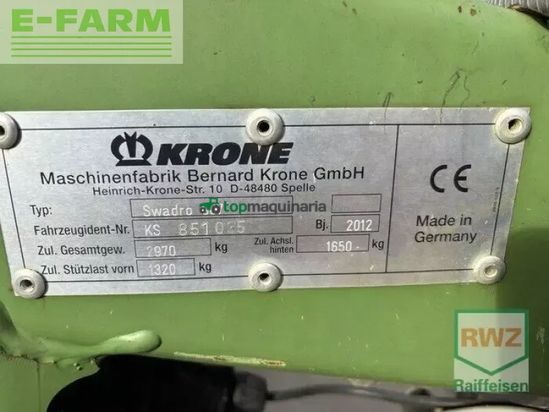 E-FARM
KRONE
Maschinenfabrik Bernard Krone GmbH
Heinrich-Krone-Str. 10 D-48480 Spelle
Typ: Swadro
topmaquinaria
Fahrzeugident-Nr. KS 851035 Bj. 2012
Zul. Gesamtgew. 2970 kg Zul. Achsl. hinten 1650- kg
Zul. Stützlast vorn 1320 kg
CE
Made in
Germany
RWZ
Raiffeisen